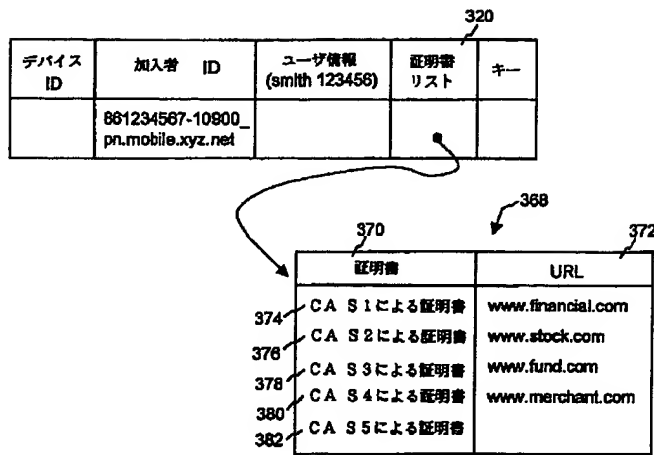 320
デバイス ID
加入者 ID
ユーザ情報 (smith 123456)
証明書 リスト
キー
861234567-10900_
pn.mobile.xyz.net
368
370
372
証明書
URL
374 CA S1による証明書 www.financial.com
376 CA S2による証明書 www.stock.com
378 CA S3による証明書 www.fund.com
380 CA S4による証明書 www.merchant.com
382 CA S5による証明書